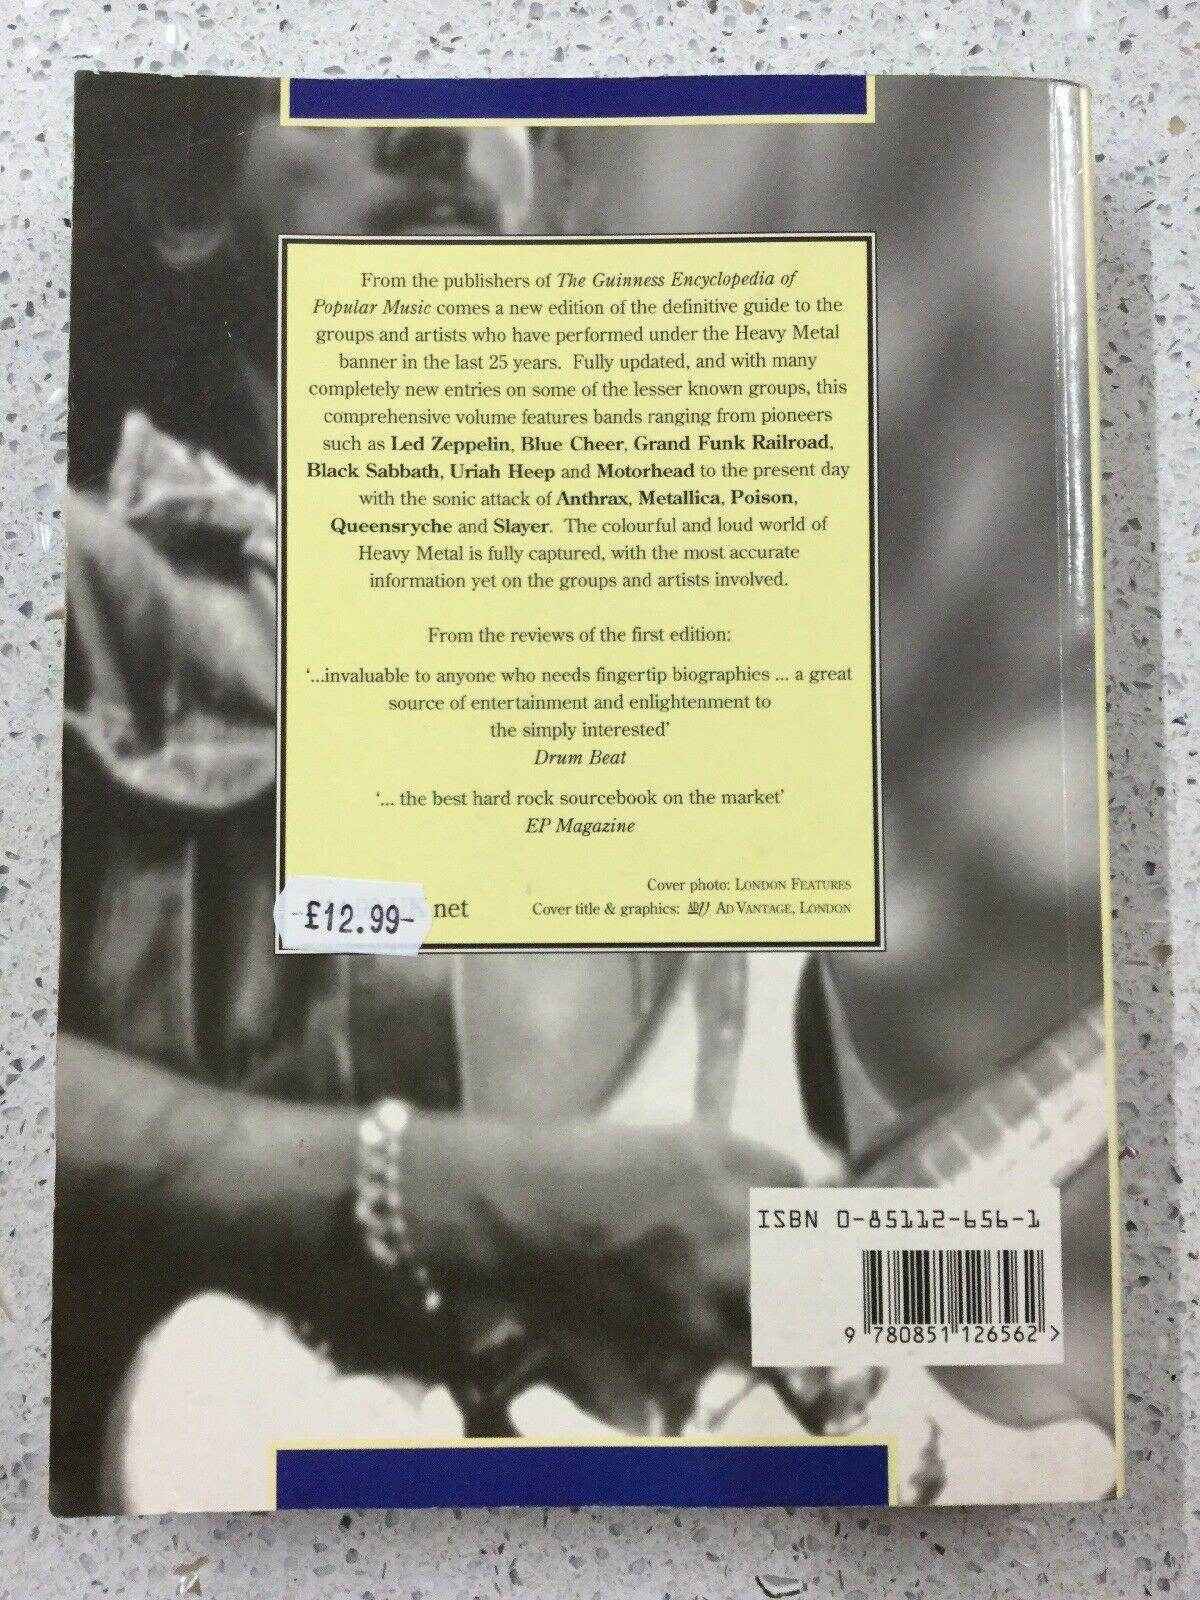 From the publishers of The Guinness Encyclopedia of
Popular Music comes a new edition of the definitive guide to the
groups and artists who have performed under the Heavy Metal
banner in the last 25 years. Fully updated, and with many
completely new entries on some of the lesser known groups, this
comprehensive volume features bands ranging from pioneers
such as Led Zeppelin, Blue Cheer, Grand Funk Railroad,
Black Sabbath, Uriah Heep and Motorhead to the present day
with the sonic attack of Anthrax, Metallica, Poison,
Queensryche and Slayer. The colourful and loud world of
Heavy Metal is fully captured, with the most accurate
information yet on the groups and artists involved.
From the reviews of the first edition:
‘...invaluable to anyone who needs fingertip biographies ... a great
source of entertainment and enlightenment to
the simply interested’
Drum Beat
‘... the best hard rock sourcebook on the market’
EP Magazine
Cover photo: LONDON FEATURES
£12.99 net
Cover title & graphics: AD VANTAGE, LONDON
ISBN 0-85112-656-1
9 780851 126562 >